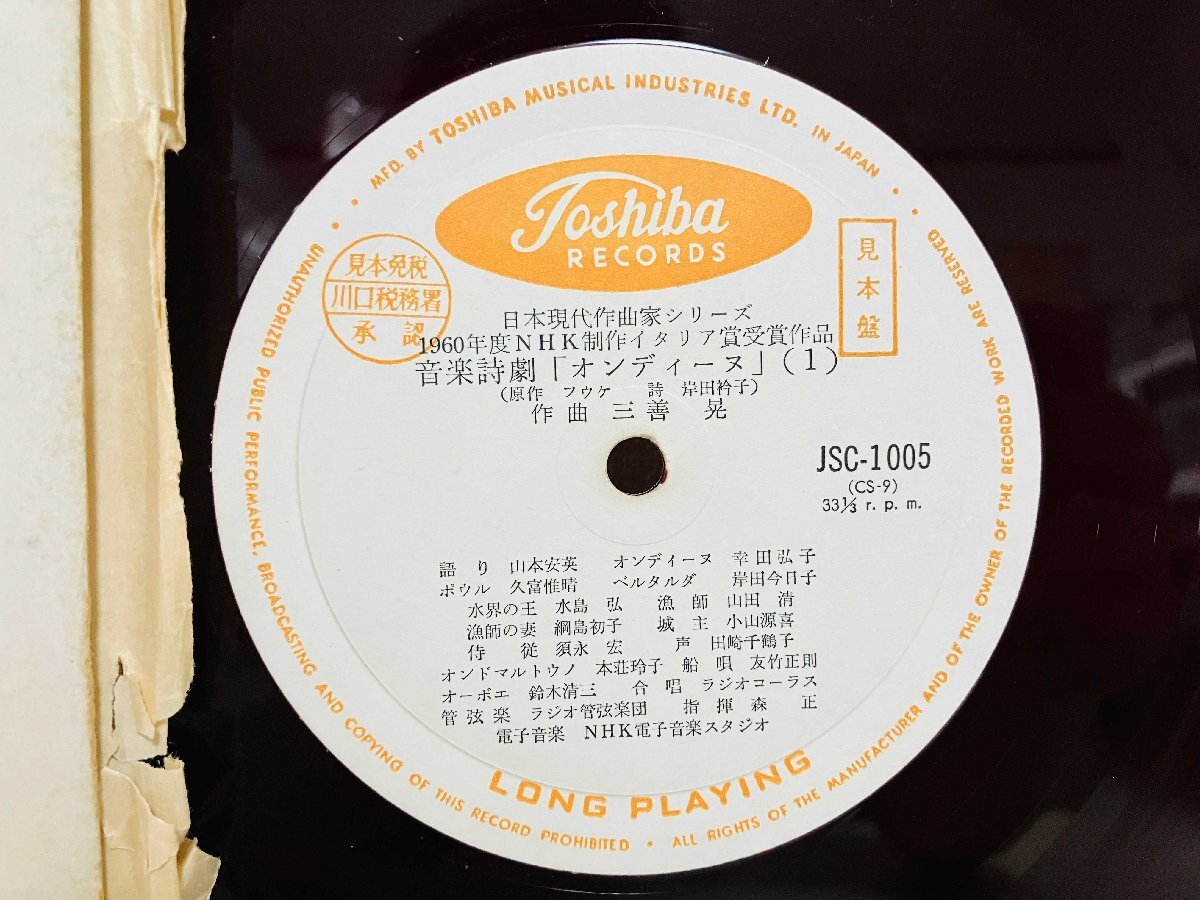 MFD. BY TOSHIBA MUSICAL INDUSTRIES LTD. IN JAPAN
Toshiba
RECORDS
見本免税
川口税務署
承認
見本盤
日本現代作曲家シリーズ
1960年度NHK制作イタリア賞受賞作品
音楽詩劇「オンディーヌ」(1)
(原作 フウケ 詩 岸田衿子)
作曲 三善 晃
JSC-1005
(CS-9)
33⅓ r. p. m.
語り 山本安英 オンディーヌ 幸田弘子
ポウル 久富惟晴 ベルタルダ 岸田今日子
水界の王 水島 弘 漁師 山田 清
漁師の妻 綱島初子 城主 小山源喜
侍従 須永 宏 声 田崎千鶴子
オンドマルトウノ 本荘玲子 船唄 友竹正則
オーボエ 鈴木清三 合唱 ラジオコーラス
管弦楽 ラジオ管弦楽団 指揮 森 正
電子音楽 NHK電子音楽スタジオ
LONG PLAYING
UNAUTHORIZED PUBLIC PERFORMANCE, BROADCASTING AND COPYING OF THIS RECORD PROHIBITED • ALL RIGHTS OF THE MANUFACTURER AND OF THE OWNER OF THE RECORDED WORK ARE RESERVED